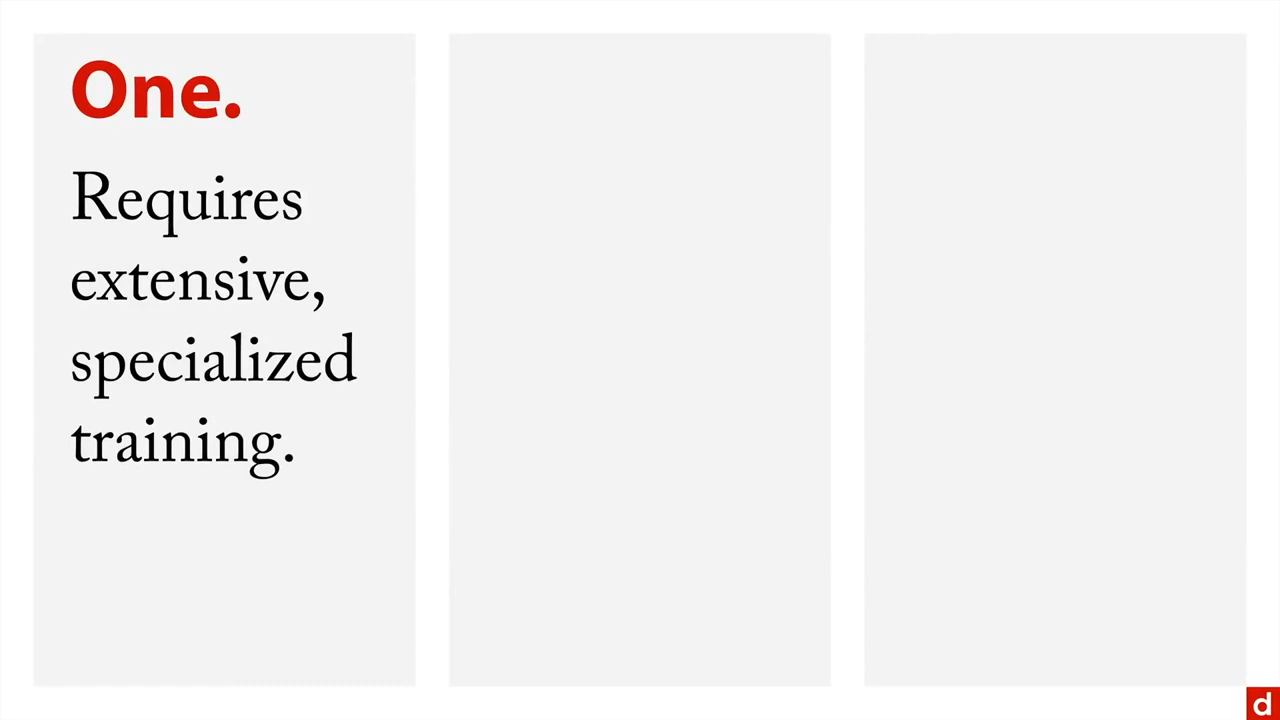 One.
Requires
extensive,
specialized
training.
d